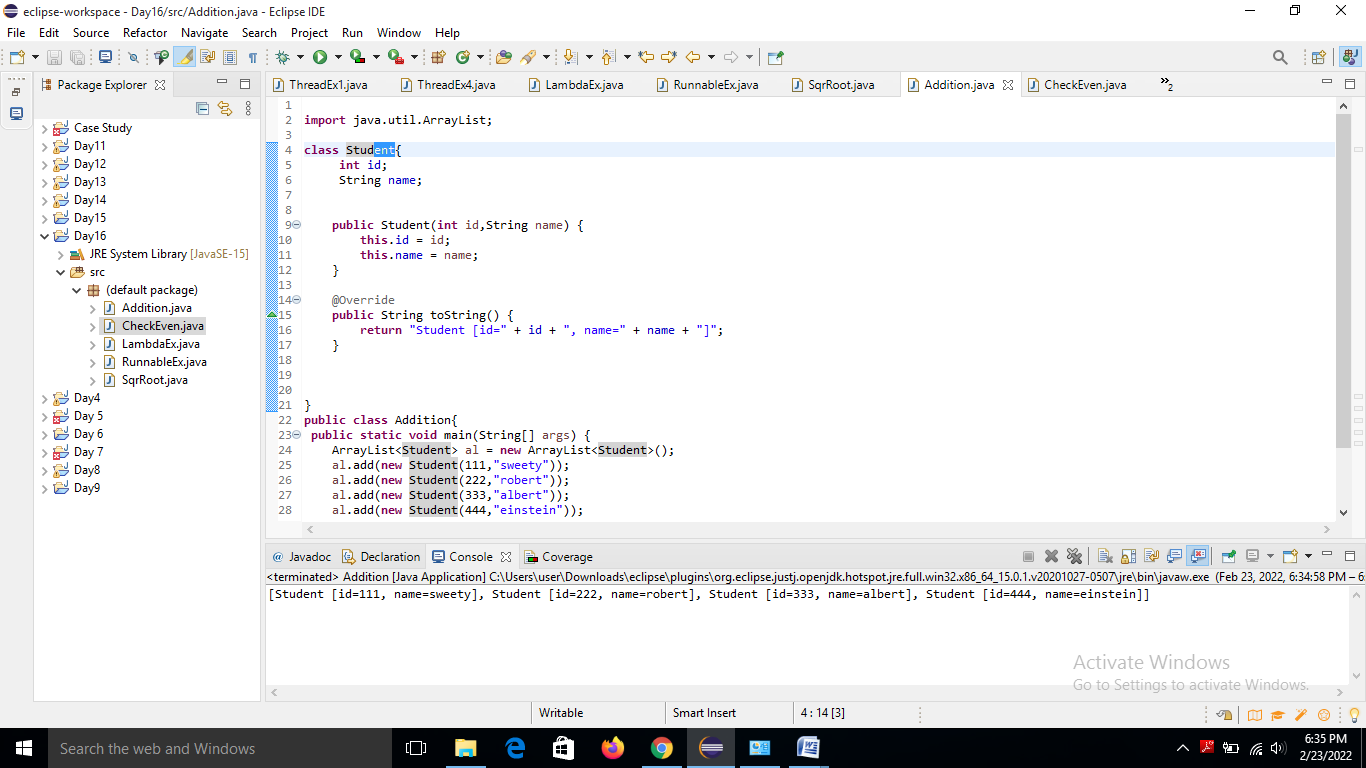 eclipse-workspace - Day16/src/Addition.java - Eclipse IDE
File Edit Source Refactor Navigate Search Project Run Window Help
Package Explorer
ThreadEx1.java ThreadEx4.java LambdaEx.java RunnableEx.java SqrRoot.java Addition.java CheckEven.java »2
Case Study
Day11
Day12
Day13
Day14
Day15
Day16
JRE System Library [JavaSE-15]
src
(default package)
Addition.java
CheckEven.java
LambdaEx.java
RunnableEx.java
SqrRoot.java
Day4
Day 5
Day 6
Day 7
Day8
Day9
1
2 import java.util.ArrayList;
3
4 class Student{
5 int id;
6 String name;
7
8
9 public Student(int id,String name) {
10 this.id = id;
11 this.name = name;
12 }
13
14 @Override
15 public String toString() {
16 return "Student [id=" + id + ", name=" + name + "]";
17 }
18
19
20
21 }
22 public class Addition{
23 public static void main(String[] args) {
24 ArrayList<Student> al = new ArrayList<Student>();
25 al.add(new Student(111,"sweety"));
26 al.add(new Student(222,"robert"));
27 al.add(new Student(333,"albert"));
28 al.add(new Student(444,"einstein"));
@ Javadoc Declaration Console Coverage
<terminated> Addition [Java Application] C:\Users\user\Downloads\eclipse\plugins\org.eclipse.justj.openjdk.hotspot.jre.full.win32.x86_64_15.0.1.v20201027-0507\jre\bin\javaw.exe (Feb 23, 2022, 6:34:58 PM – 6:
[Student [id=111, name=sweety], Student [id=222, name=robert], Student [id=333, name=albert], Student [id=444, name=einstein]]
Activate Windows
Go to Settings to activate Windows.
Writable Smart Insert 4 : 14 [3]
Search the web and Windows
6:35 PM
2/23/2022